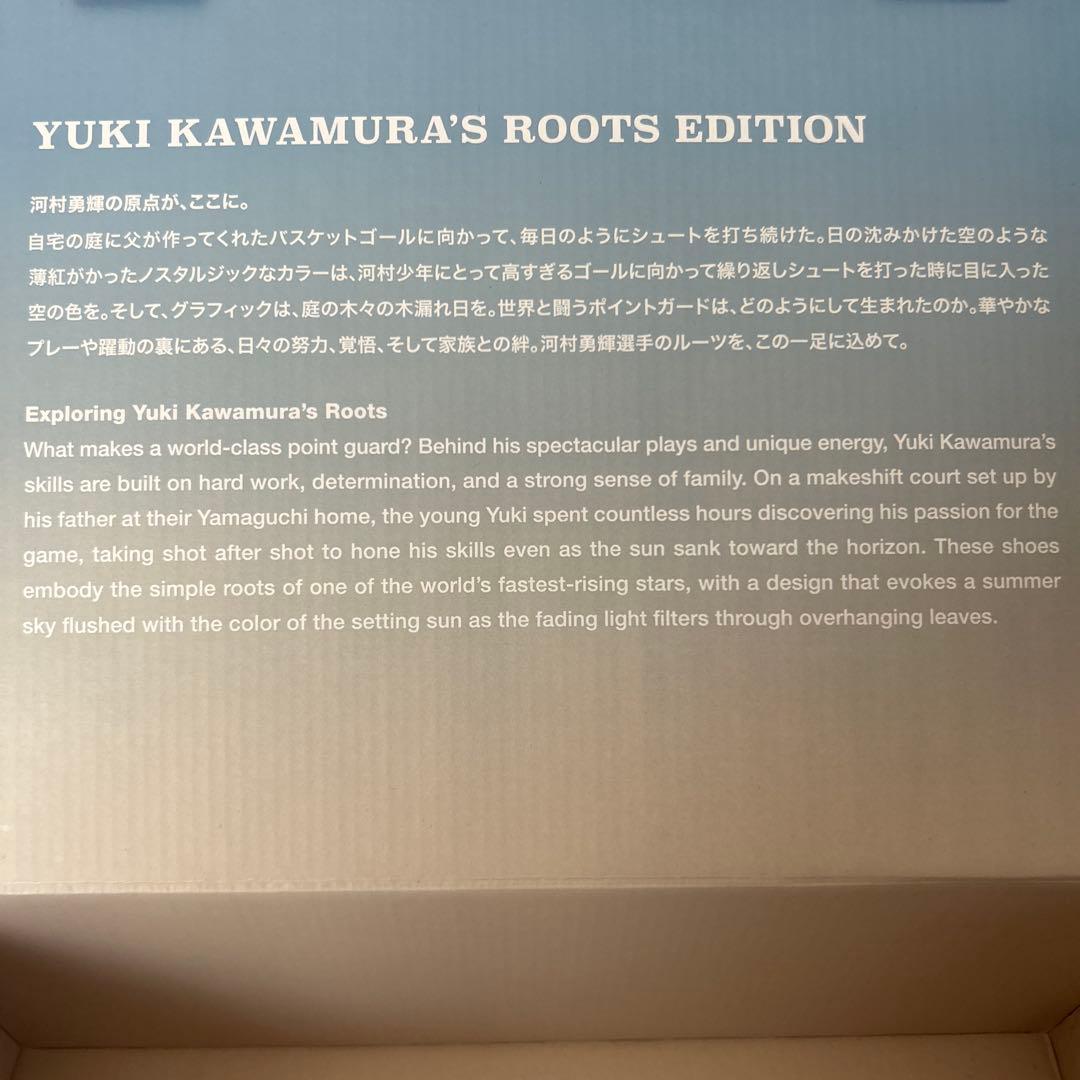 YUKI KAWAMURA'S ROOTS EDITION
河村勇輝の原点が、ここに。
自宅の庭に父が作ってくれたバスケットゴールに向かって、毎日のようにシュートを打ち続けた。日の沈みかけた空のような
薄紅がかったノスタルジックなカラーは、河村少年にとって高すぎるゴールに向かって繰り返しシュートを打った時に目に入った
空の色を。そして、グラフィックは、庭の木々の木漏れ日を。世界と闘うポイントガードは、どのようにして生まれたのか。華やかな
プレーや躍動の裏にある、日々の努力、覚悟、そして家族との絆。河村勇輝選手のルーツを、この一足に込めて。
Exploring Yuki Kawamura's Roots
What makes a world-class point guard? Behind his spectacular plays and unique energy, Yuki Kawamura's
skills are built on hard work, determination, and a strong sense of family. On a makeshift court set up by
his father at their Yamaguchi home, the young Yuki spent countless hours discovering his passion for the
game, taking shot after shot to hone his skills even as the sun sank toward the horizon. These shoes
embody the simple roots of one of the world's fastest-rising stars, with a design that evokes a summer
sky flushed with the color of the setting sun as the fading light filters through overhanging leaves.